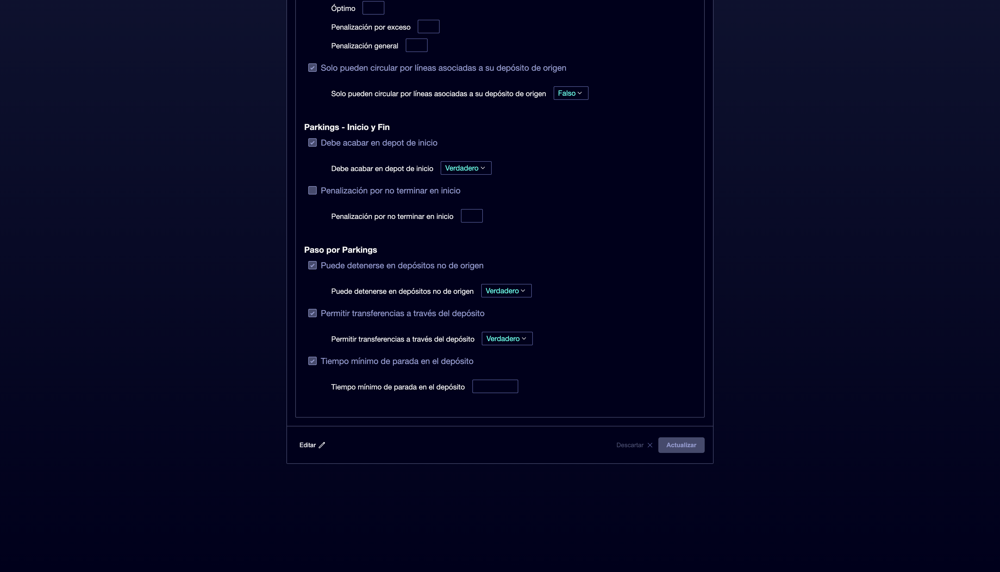 Óptimo
Penalización por exceso
Penalización general
Solo pueden circular por líneas asociadas a su depósito de origen
Solo pueden circular por líneas asociadas a su depósito de origen Falso
Parkings - Inicio y Fin
Debe acabar en depot de inicio
Debe acabar en depot de inicio Verdadero
Penalización por no terminar en inicio
Penalización por no terminar en inicio
Paso por Parkings
Puede detenerse en depósitos no de origen
Puede detenerse en depósitos no de origen Verdadero
Permitir transferencias a través del depósito
Permitir transferencias a través del depósito Verdadero
Tiempo mínimo de parada en el depósito
Tiempo mínimo de parada en el depósito
Editar Descartar Actualizar